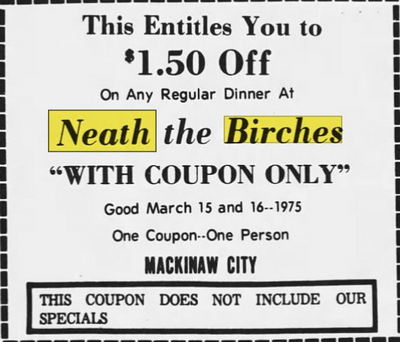 This Entitles You to
$1.50 Off
On Any Regular Dinner At
Neath the Birches
"WITH COUPON ONLY"
Good March 15 and 16--1975
One Coupon--One Person
MACKINAW CITY
THIS COUPON DOES NOT INCLUDE OUR
SPECIALS